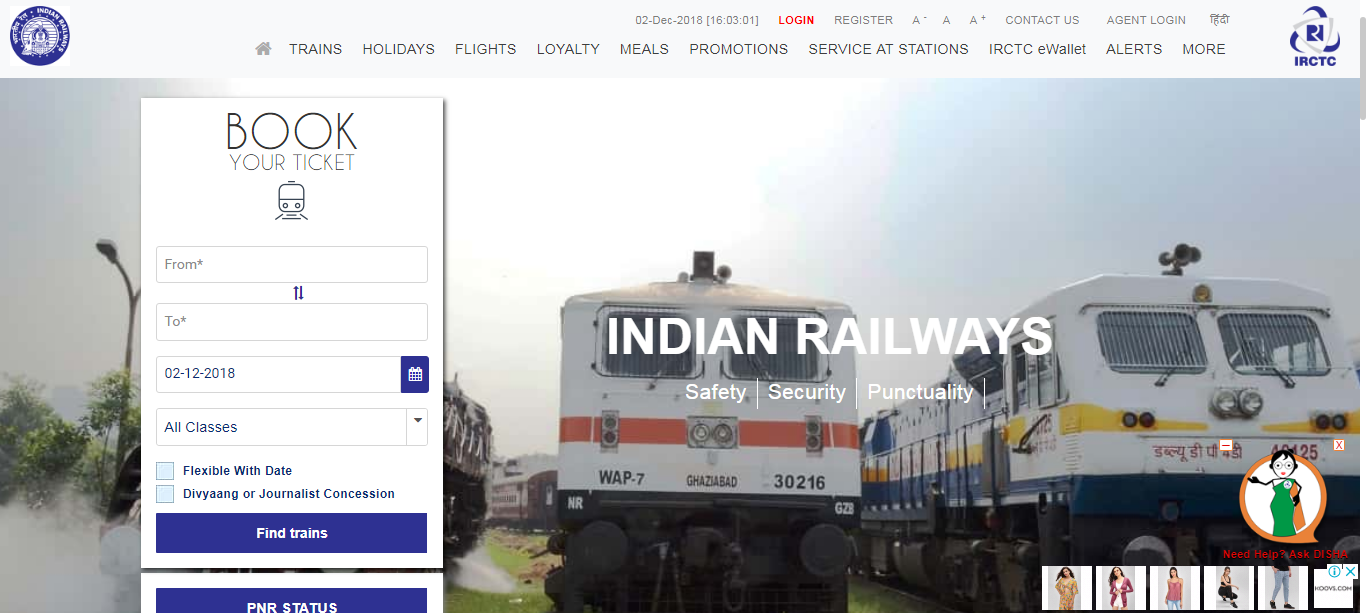 02-Dec-2018 [16:03:01] LOGIN REGISTER A - A A + CONTACT US AGENT LOGIN हिंदी
INDIAN RAILWAYS
IRCTC
TRAINS HOLIDAYS FLIGHTS LOYALTY MEALS PROMOTIONS SERVICE AT STATIONS IRCTC eWallet ALERTS MORE
BOOK
YOUR TICKET
From*
To*
02-12-2018
All Classes
Flexible With Date
Divyaang or Journalist Concession
Find trains
PNR STATUS
INDIAN RAILWAYS
Safety | Security | Punctuality |
WAP-7 GHAZIABAD 30216
NR GZB
डब्ल्यू डी पी
X
Need Help? Ask DISHA
KOOVS.COM